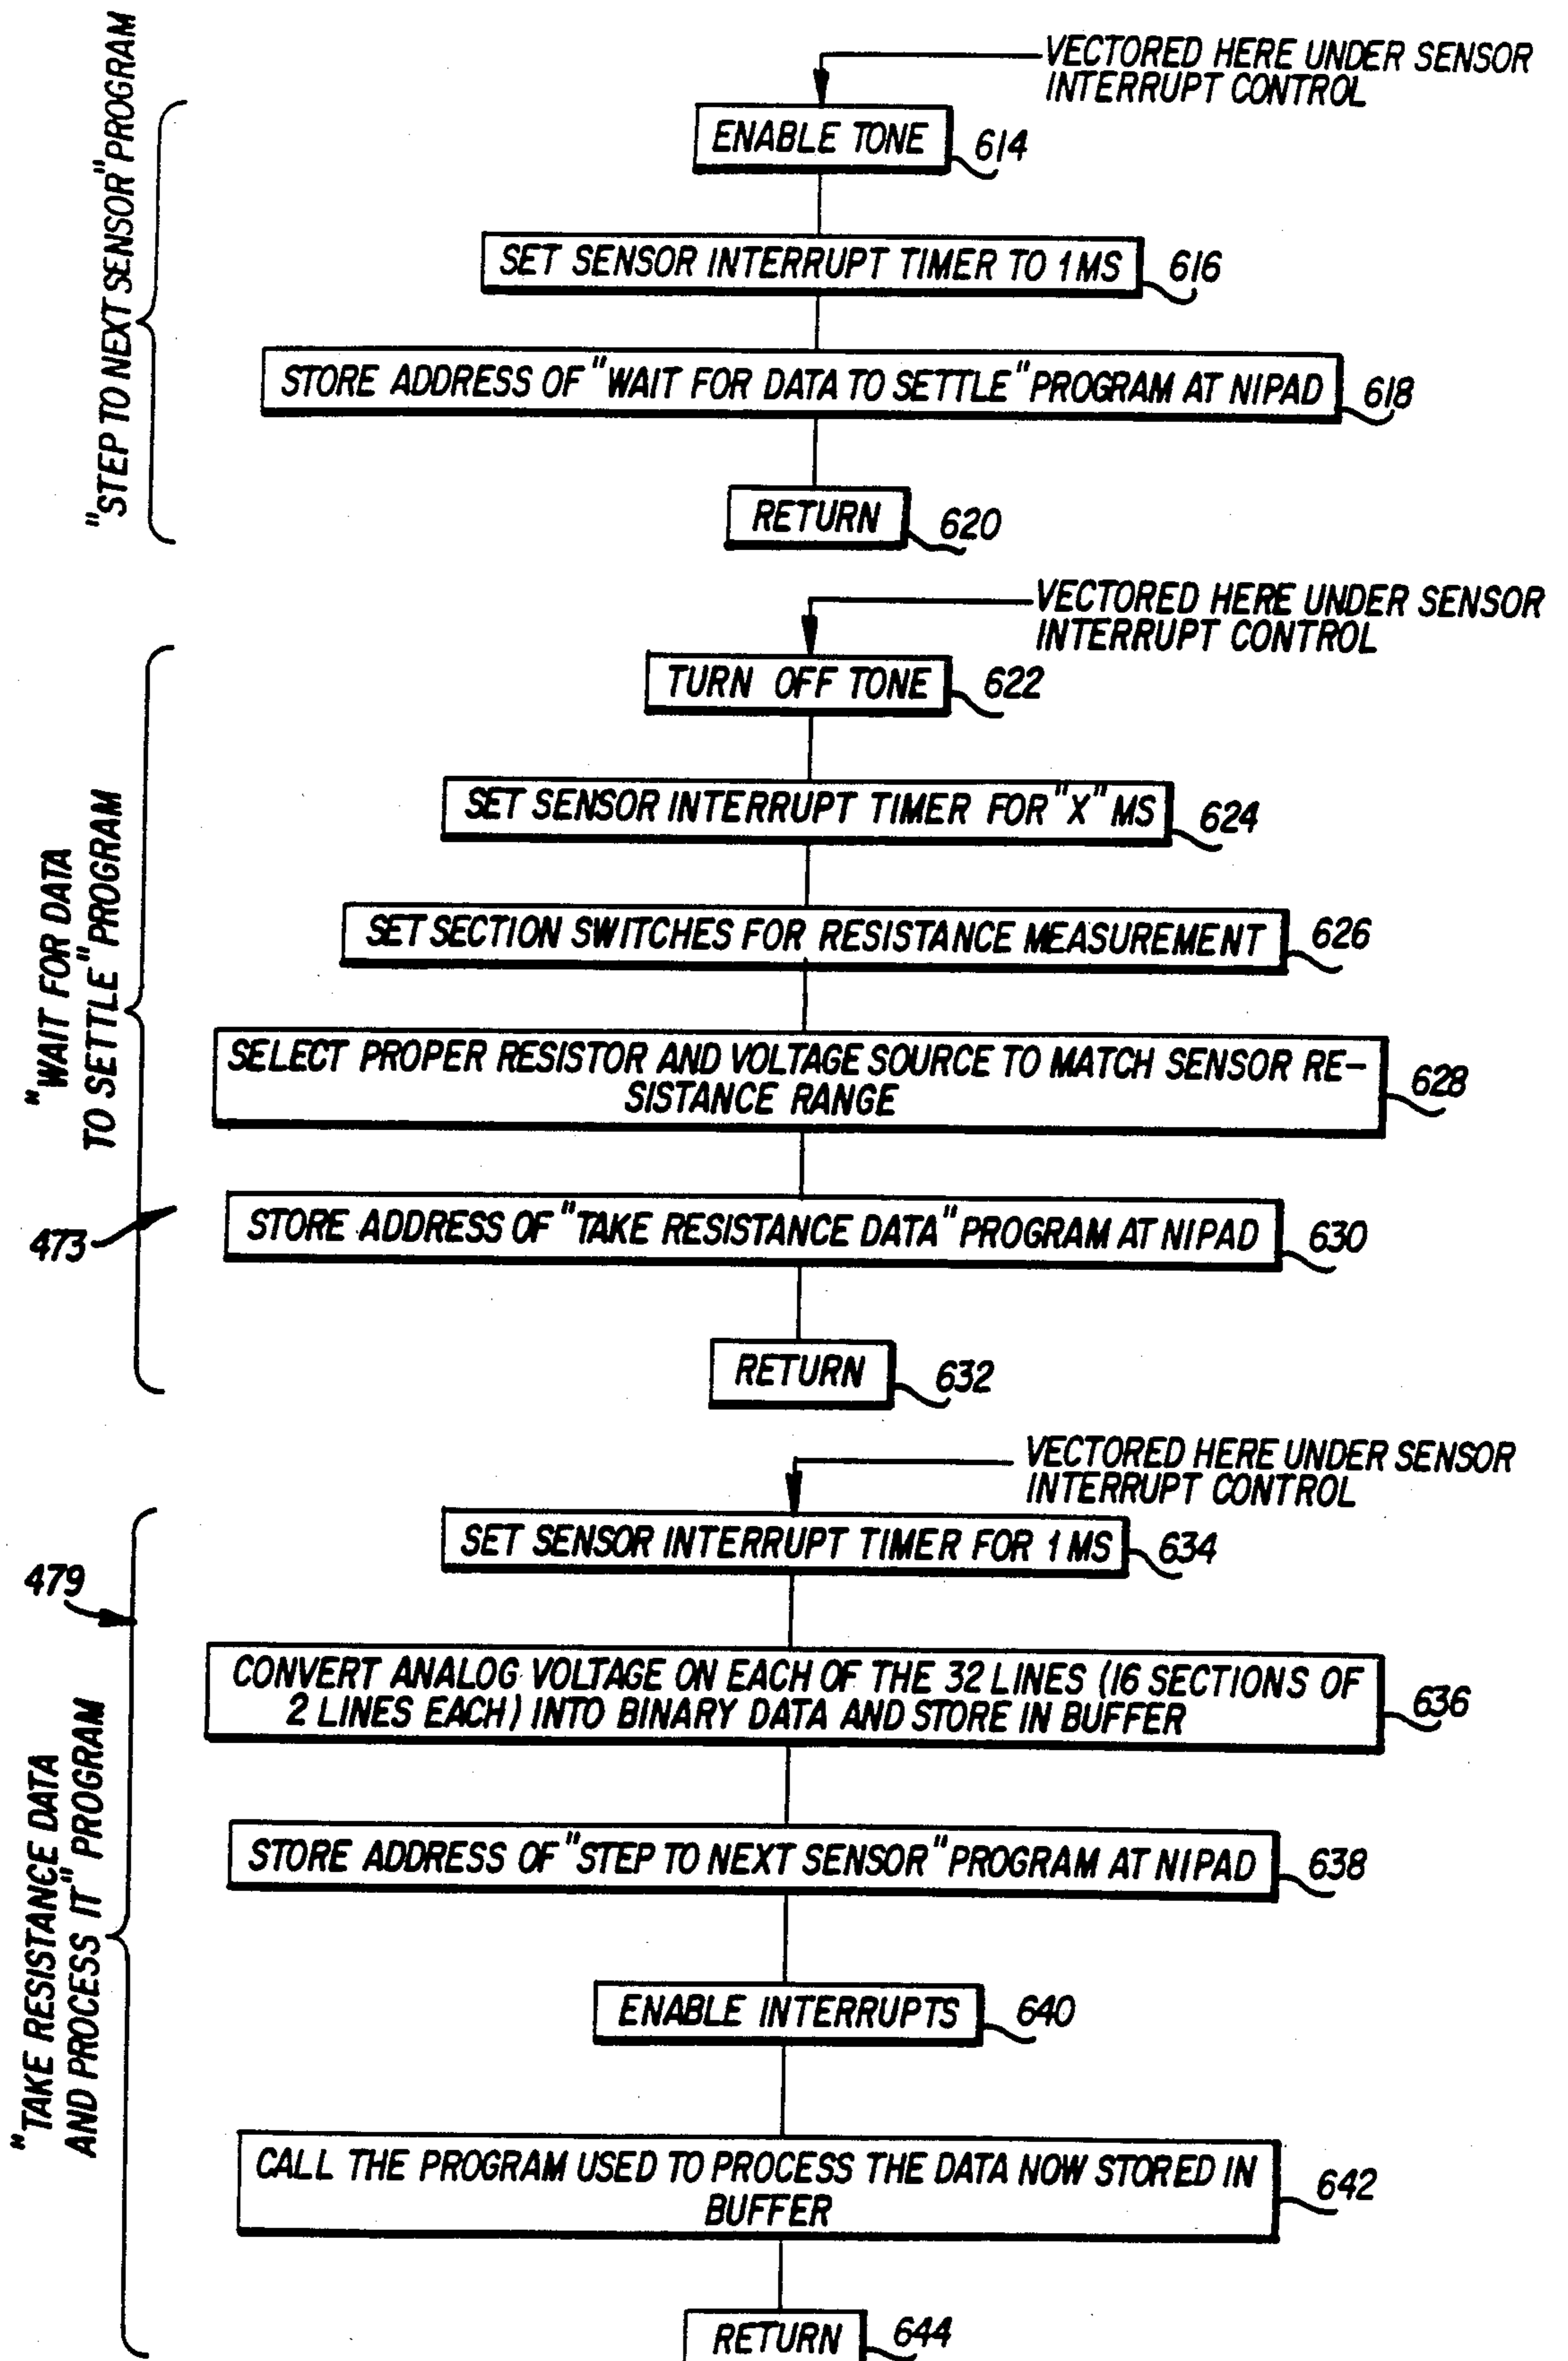 "STEP TO NEXT SENSOR" PROGRAM
VECTORED HERE UNDER SENSOR
INTERRUPT CONTROL
ENABLE TONE
614
SET SENSOR INTERRUPT TIMER TO 1MS
616
STORE ADDRESS OF "WAIT FOR DATA TO SETTLE" PROGRAM AT NIPAD
618
RETURN
620
"WAIT FOR DATA
TO SETTLE" PROGRAM
473
VECTORED HERE UNDER SENSOR
INTERRUPT CONTROL
TURN OFF TONE
622
SET SENSOR INTERRUPT TIMER FOR "X" MS
624
SET SECTION SWITCHES FOR RESISTANCE MEASUREMENT
626
SELECT PROPER RESISTOR AND VOLTAGE SOURCE TO MATCH SENSOR RE-
SISTANCE RANGE
628
STORE ADDRESS OF "TAKE RESISTANCE DATA" PROGRAM AT NIPAD
630
RETURN
632
"TAKE RESISTANCE DATA
AND PROCESS IT" PROGRAM
479
VECTORED HERE UNDER SENSOR
INTERRUPT CONTROL
SET SENSOR INTERRUPT TIMER FOR 1 MS
634
CONVERT ANALOG VOLTAGE ON EACH OF THE 32 LINES (16 SECTIONS OF
2 LINES EACH) INTO BINARY DATA AND STORE IN BUFFER
636
STORE ADDRESS OF "STEP TO NEXT SENSOR" PROGRAM AT NIPAD
638
ENABLE INTERRUPTS
640
CALL THE PROGRAM USED TO PROCESS THE DATA NOW STORED IN
BUFFER
642
RETURN
644